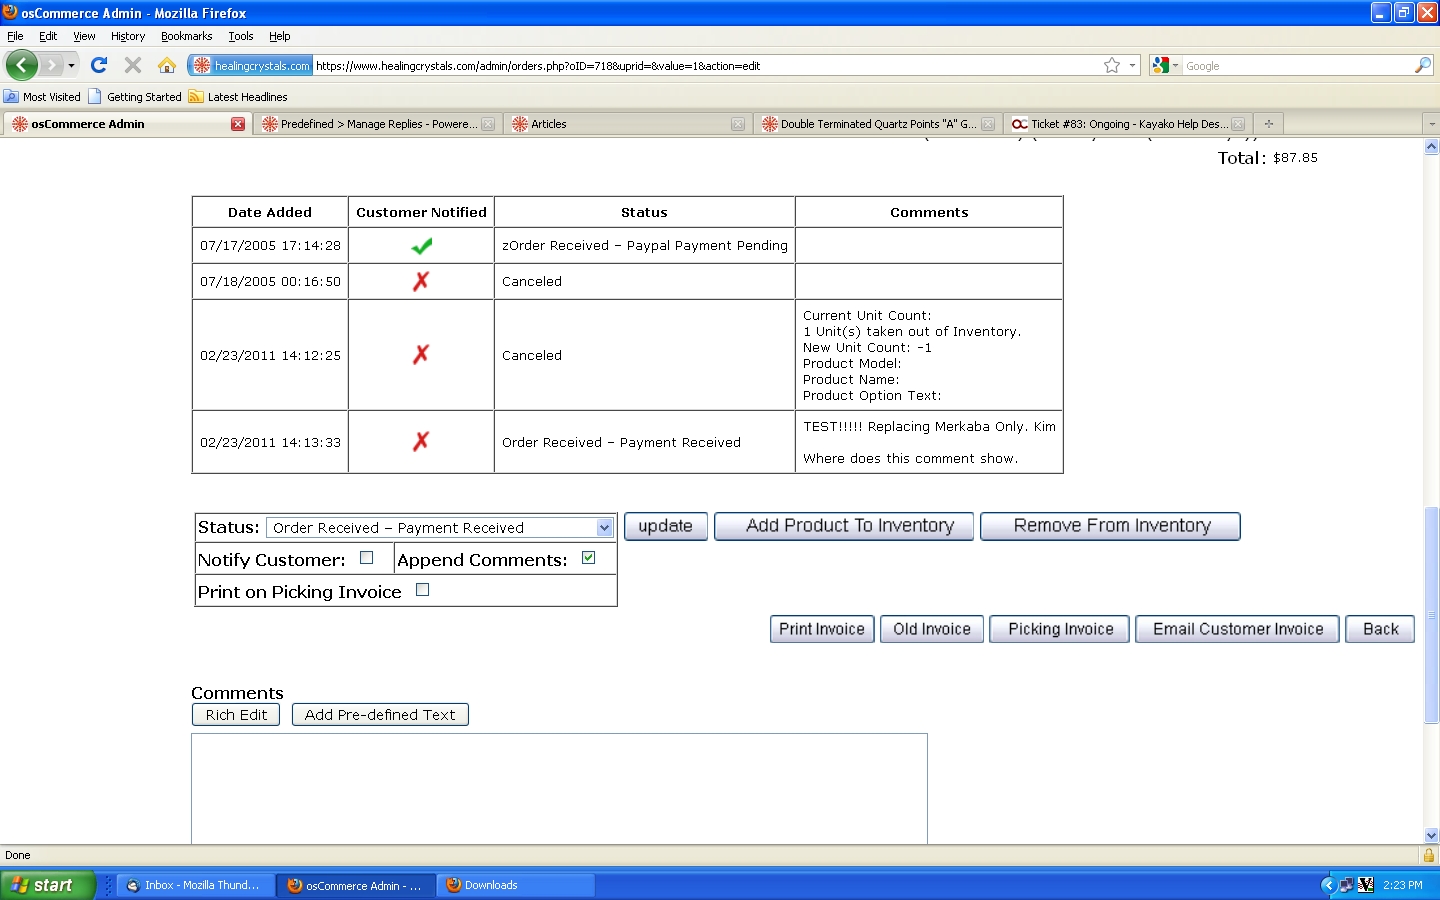 osCommerce Admin - Mozilla Firefox
File Edit View History Bookmarks Tools Help
healingcrystals.com https://www.healingcrystals.com/admin/orders.php?oID=718&uprid=&value=1&action=edit Google
Most Visited Getting Started Latest Headlines
osCommerce Admin Predefined > Manage Replies - Powere... Articles Double Terminated Quartz Points "A" G... Ticket #83: Ongoing - Kayako Help Des...
Total: $87.85
Date Added Customer Notified Status Comments
07/17/2005 17:14:28 zOrder Received – Paypal Payment Pending
07/18/2005 00:16:50 Canceled
02/23/2011 14:12:25 Canceled
Current Unit Count:
1 Unit(s) taken out of Inventory.
New Unit Count: -1
Product Model:
Product Name:
Product Option Text:
02/23/2011 14:13:33 Order Received – Payment Received
TEST!!!!! Replacing Merkaba Only. Kim
Where does this comment show.
Status: Order Received – Payment Received update Add Product To Inventory Remove From Inventory
Notify Customer: Append Comments:
Print on Picking Invoice
Print Invoice Old Invoice Picking Invoice Email Customer Invoice Back
Comments
Rich Edit Add Pre-defined Text
Done
start Inbox - Mozilla Thund... osCommerce Admin - ... Downloads 2:23 PM